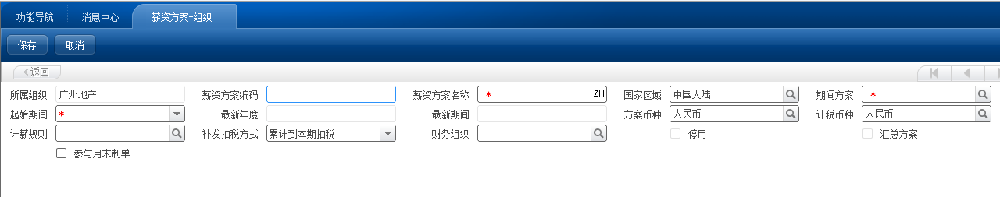 功能导航 消息中心 薪资方案-组织
保存 取消
返回
所属组织 广州地产 薪资方案编码 薪资方案名称 * ZH 国家区域 中国大陆 期间方案 *
起始期间 * 最新年度 最新期间 方案币种 人民币 计税币种 人民币
计薪规则 补发扣税方式 累计到本期扣税 财务组织 停用 汇总方案
参与月末制单